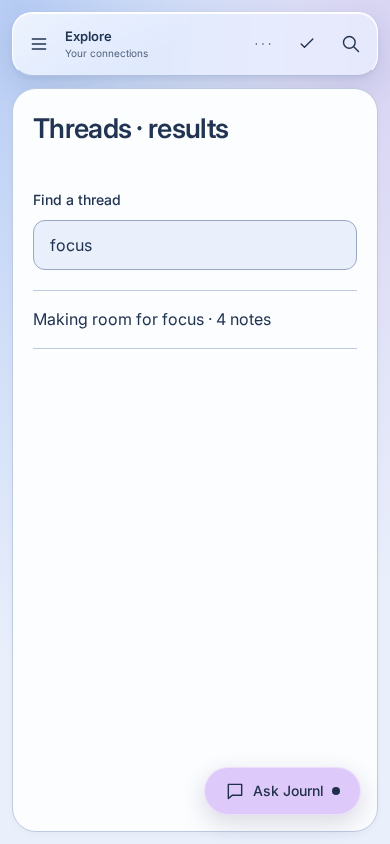 Explore
Your connections
Threads · results
Find a thread
focus
Making room for focus · 4 notes
Ask Journl